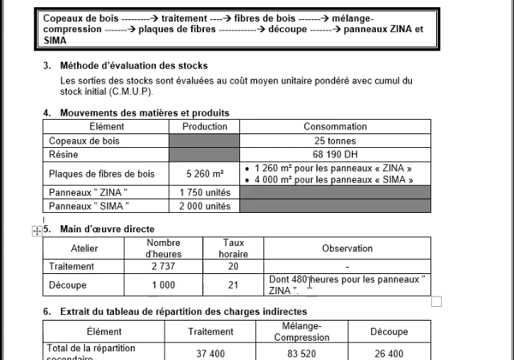 Copeaux de bois ---------→ traitement ----→ fibres de bois -------→ mélange-
compression -------→ plaques de fibres ------------→ découpe -------→ panneaux ZINA et
SIMA
3. Méthode d'évaluation des stocks
Les sorties des stocks sont évaluées au coût moyen unitaire pondéré avec cumul du
stock initial (C.M.U.P).
4. Mouvements des matières et produits
Élément Production Consommation
Copeaux de bois 25 tonnes
Résine 68 190 DH
Plaques de fibres de bois 5 260 m² • 1 260 m² pour les panneaux « ZINA »
• 4 000 m² pour les panneaux « SIMA »
Panneaux " ZINA " 1 750 unités
Panneaux " SIMA " 2 000 unités
5. Main d'œuvre directe
Atelier Nombre d'heures Taux horaire Observation
Traitement 2 737 20 -
Découpe 1 000 21 Dont 480 heures pour les panneaux "
ZINA ".
6. Extrait du tableau de répartition des charges indirectes
Élément Traitement Mélange-Compression Découpe
Total de la répartition
secondaire 37 400 83 520 26 400